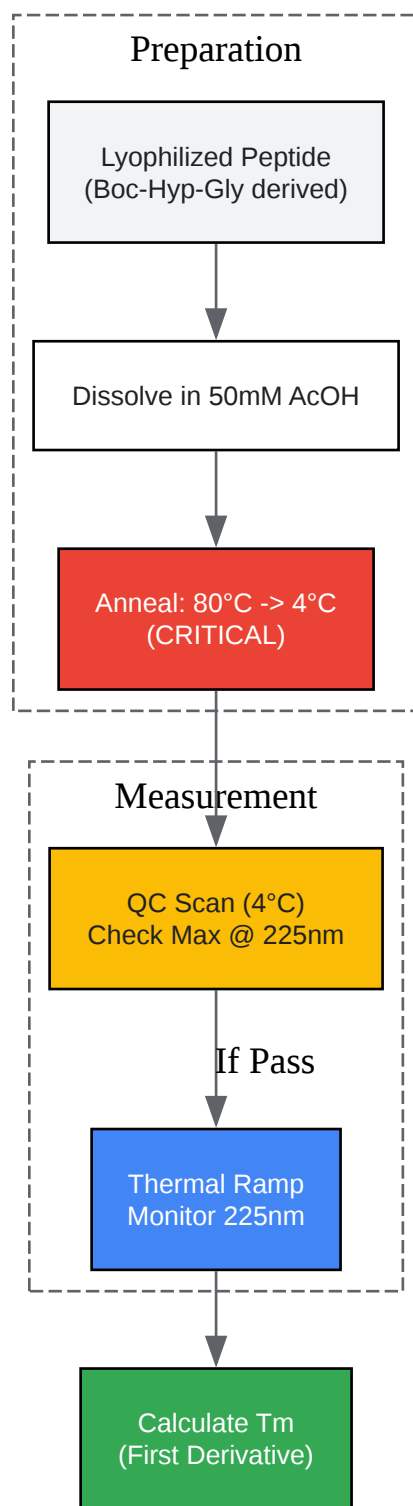 Preparation
Lyophilized Peptide
(Boc-Hyp-Gly derived)
Dissolve in 50mM AcOH
Anneal: 80°C -> 4°C
(CRITICAL)
Measurement
QC Scan (4°C)
Check Max @ 225nm
If Pass
Thermal Ramp
Monitor 225nm
Calculate Tm
(First Derivative)